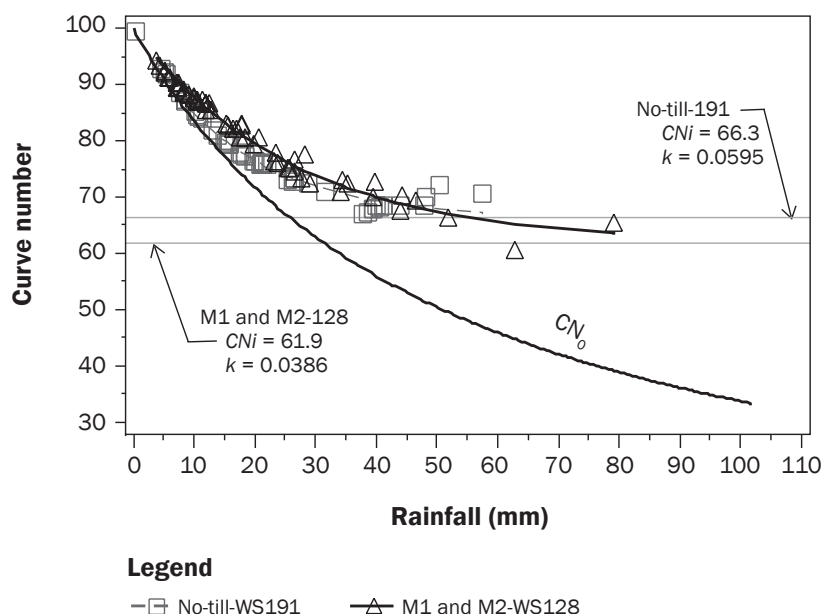 100
90
80
70
60
50
40
30
Curve number
No-till-191
CNi = 66.3
k = 0.0595
M1 and M2-128
CNi = 61.9
k = 0.0386
CNo
0 10 20 30 40 50 60 70 80 90 100 110
Rainfall (mm)
Legend
No-till-WS191 M1 and M2-WS128